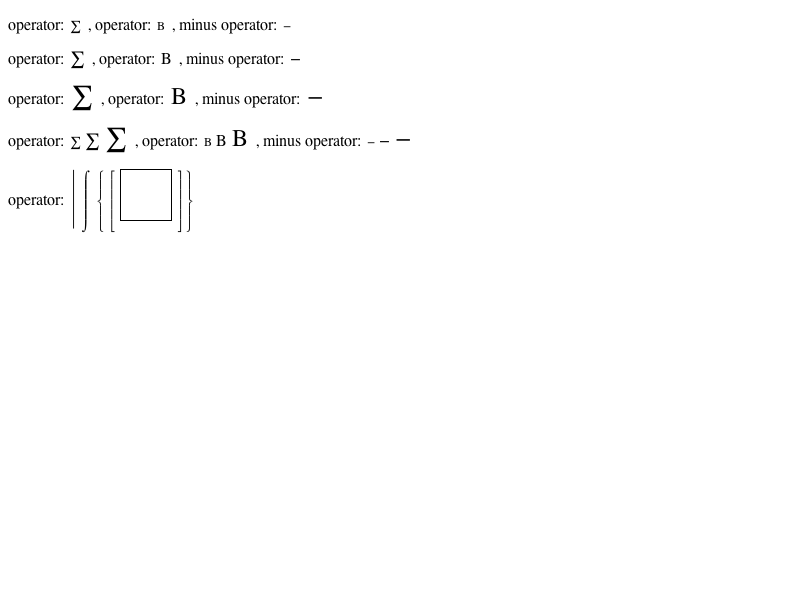 operator: ∑ , operator: B , minus operator: −
operator: ∑ , operator: B , minus operator: −
operator: ∑ , operator: B , minus operator: −
operator: ∑ ∑ ∑ , operator: B B B , minus operator: − − −
operator: | ∫ { [ ] }